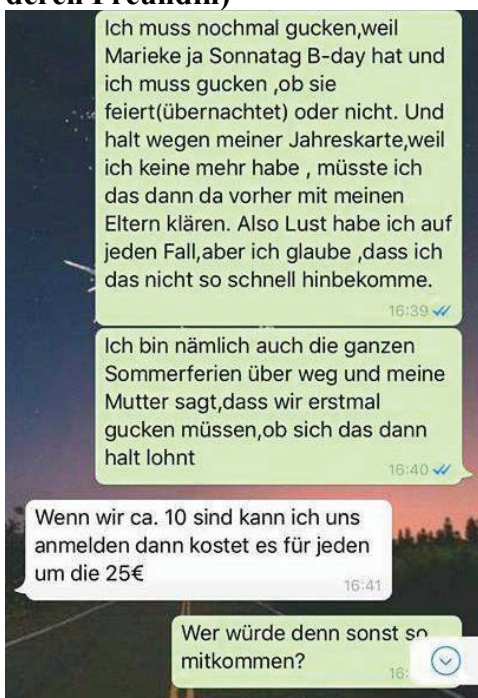 deren Freundin)
Ich muss nochmal gucken,weil
Marieke ja Sonnatag B-day hat und
ich muss gucken ,ob sie
feiert(übernachtet) oder nicht. Und
halt wegen meiner Jahreskarte,weil
ich keine mehr habe , müsste ich
das dann da vorher mit meinen
Eltern klären. Also Lust habe ich auf
jeden Fall,aber ich glaube ,dass ich
das nicht so schnell hinbekomme.
16:39
Ich bin nämlich auch die ganzen
Sommerferien über weg und meine
Mutter sagt,dass wir erstmal
gucken müssen,ob sich das dann
halt lohnt
16:40
Wenn wir ca. 10 sind kann ich uns
anmelden dann kostet es für jeden
um die 25€
16:41
Wer würde denn sonst so
mitkommen?
16: